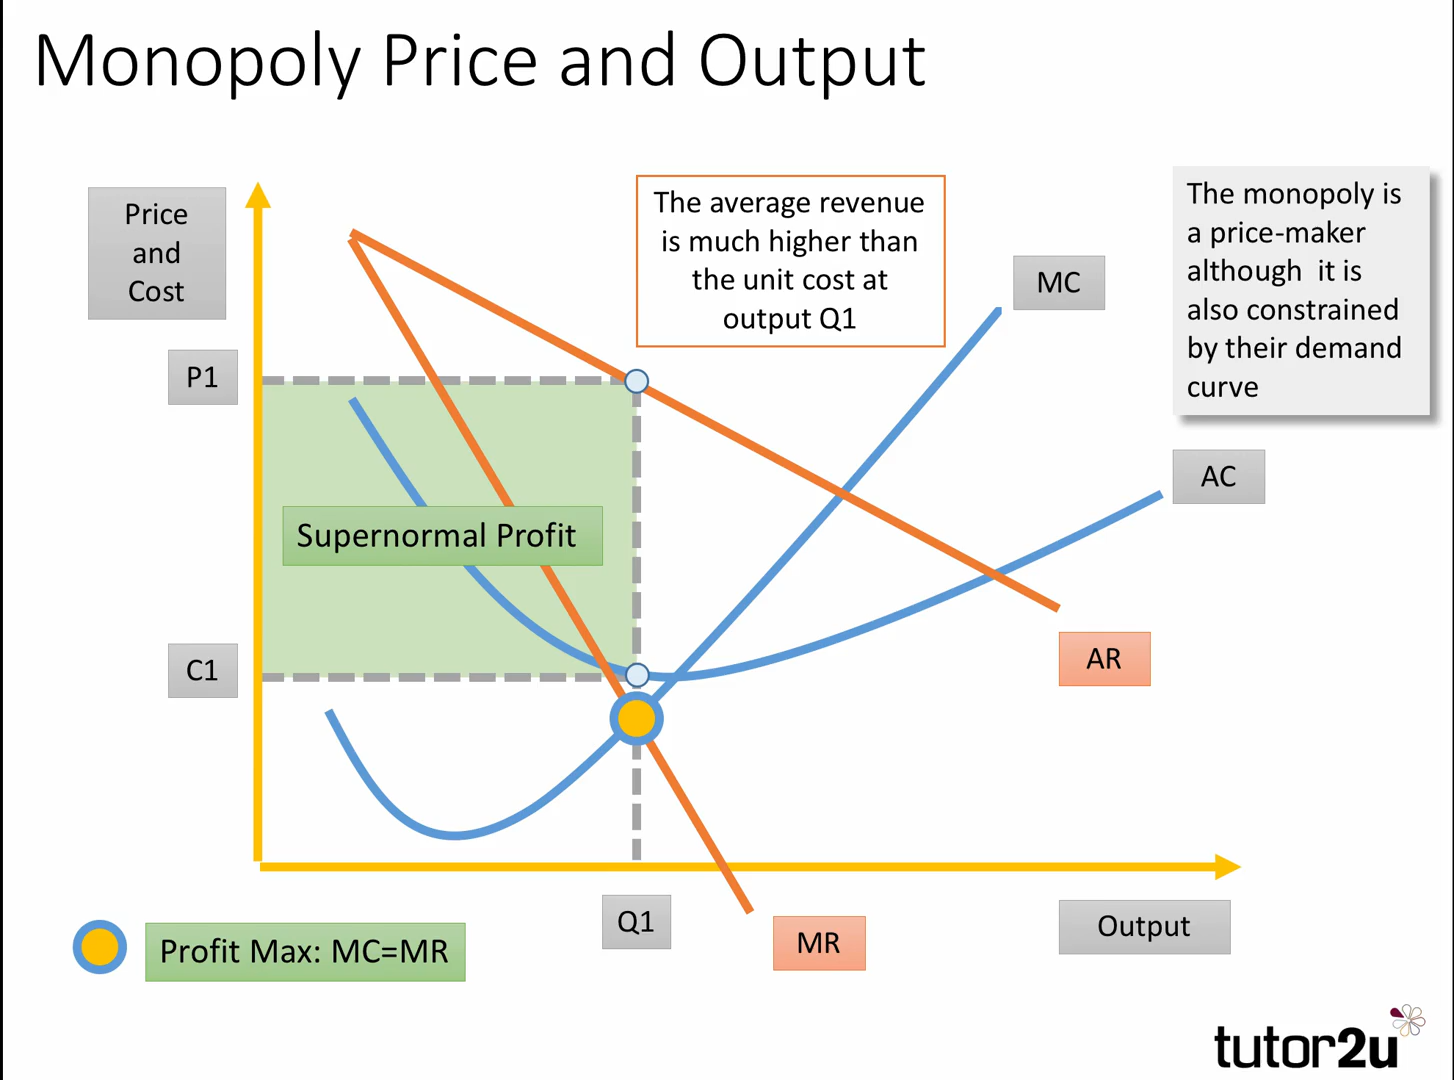 Monopoly Price and Output
Price
and
Cost
The average revenue
is much higher than
the unit cost at
output Q1
The monopoly is
a price-maker
although  it is
also constrained
by their demand
curve
MC
P1
AC
Supernormal Profit
C1
AR
Q1
Output
MR
Profit Max: MC=MR
tutor2u